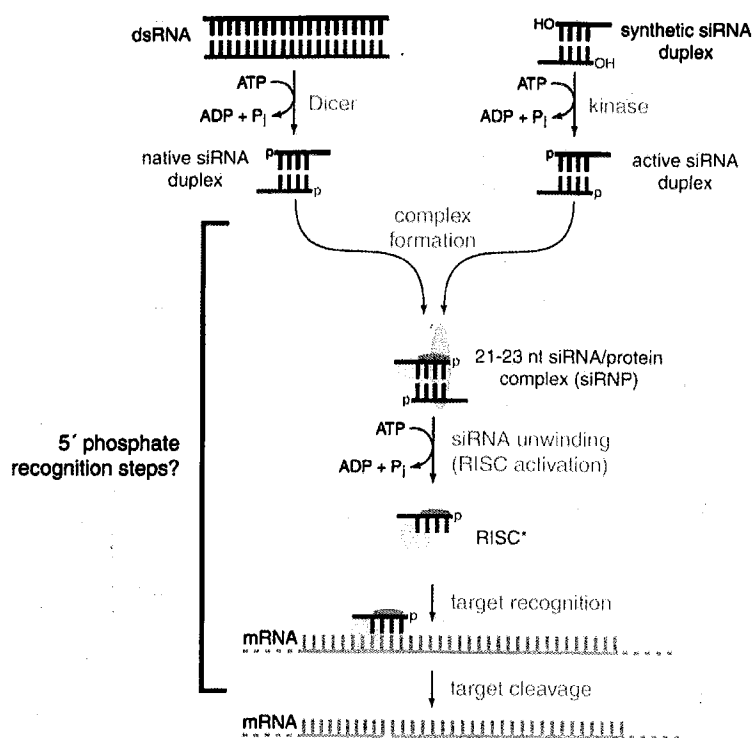 dsRNA
ATP
ADP + Pi
Dicer
native siRNA
duplex
p
p
HO
OH
synthetic siRNA
duplex
ATP
ADP + Pi
kinase
p
p
active siRNA
duplex
complex
formation
p
p
21-23 nt siRNA/protein
complex (siRNP)
ATP
ADP + Pi
siRNA unwinding
(RISC activation)
5´ phosphate
recognition steps?
p
RISC*
target recognition
p
mRNA
target cleavage
mRNA